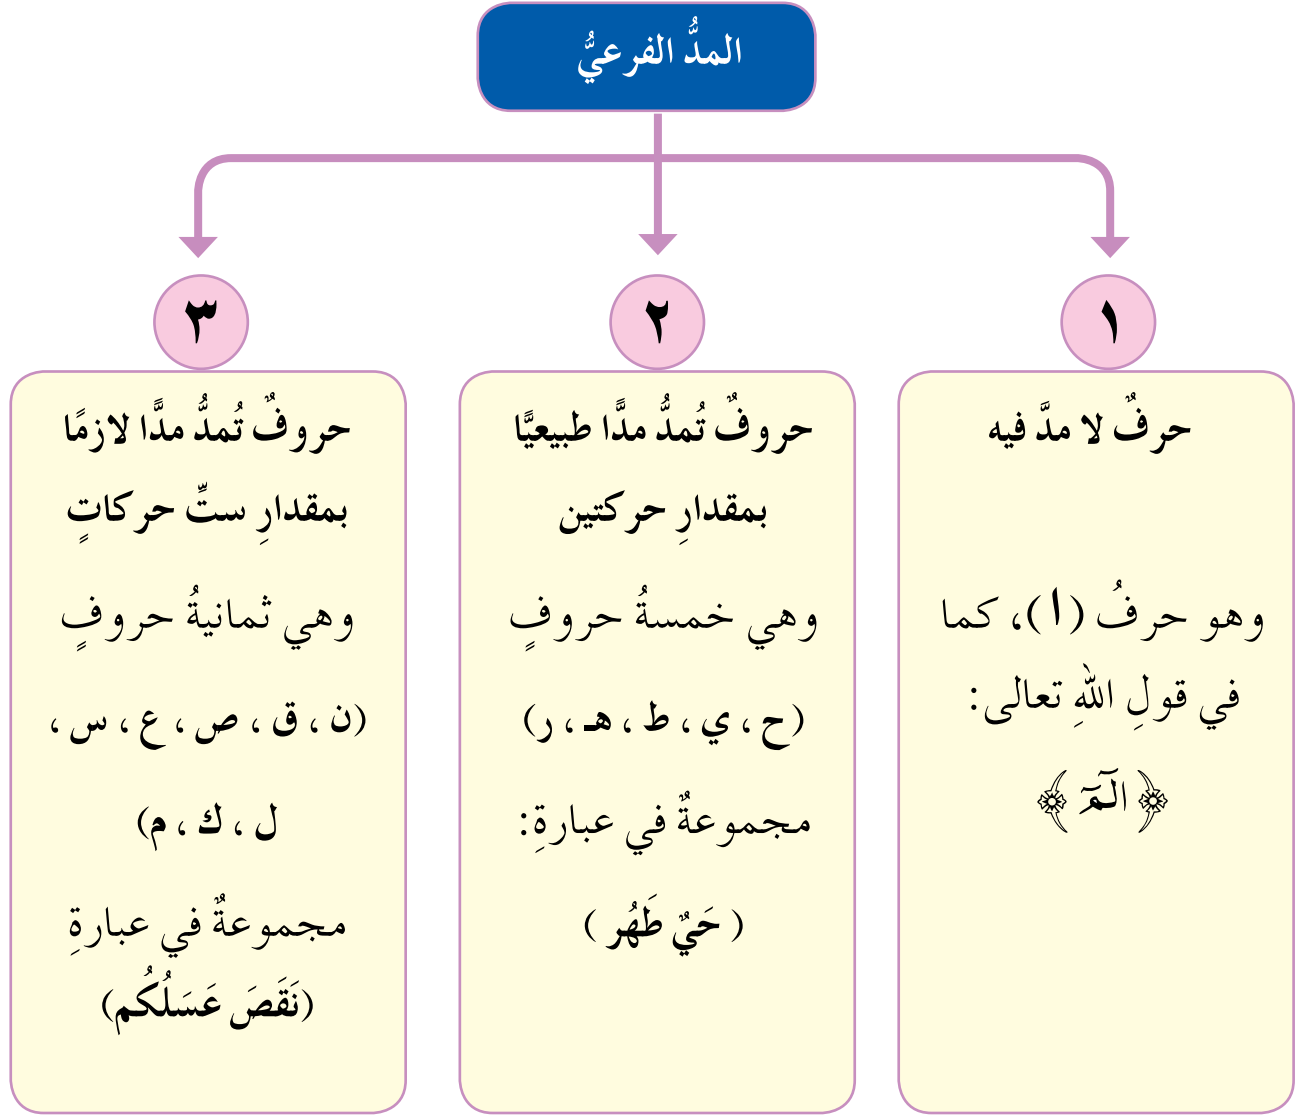 المدُّ الفرعيُّ
١
حرفٌ لا مدَّ فيه
وهو حرفُ (ا)، كما
في قولِ اللهِ تعالى:
﴿الٓمٓ﴾
٢
حروفٌ تُمدُّ مدًّا طبيعيًّا
بمقدارِ حركتين
وهي خمسةُ حروفٍ
(ح ، ي ، ط ، هـ ، ر)
مجموعةٌ في عبارةِ:
( حَيٌ طَهُر )
٣
حروفٌ تُمدُّ مدًّا لازمًا
بمقدارِ ستِّ حركاتٍ
وهي ثمانيةُ حروفٍ
(ن ، ق ، ص ، ع ، س ،
ل ، ك ، م)
مجموعةٌ في عبارةِ
(نَقَصَ عَسَلُكُم)